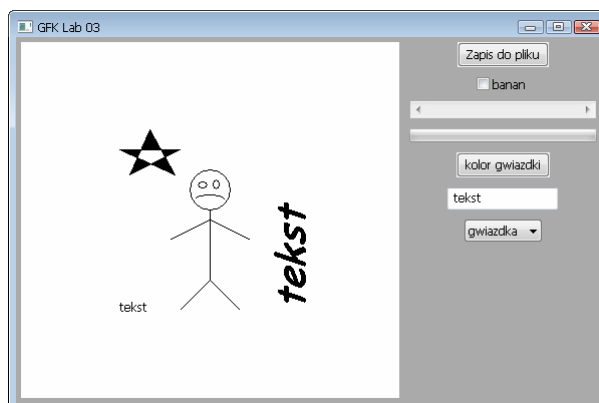 GFK Lab 03
Zapis do pliku
banan
kolor gwiazdki
tekst
gwiazdka
tekst
tekst